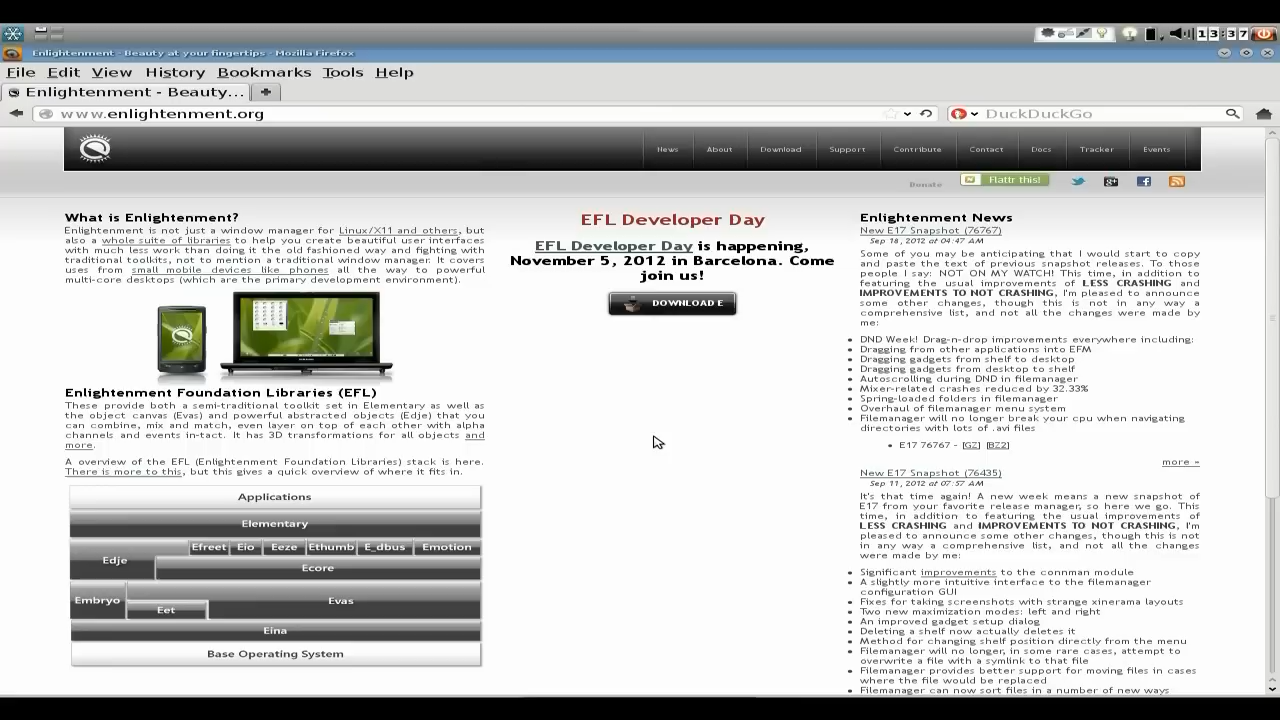 13:37
Enlightenment - Beauty at your fingertips - Mozilla Firefox
File Edit View History Bookmarks Tools Help
Enlightenment - Beauty...
www.enlightenment.org
DuckDuckGo
News About Download Support Contribute Contact Docs Tracker Events
Donate Flattr this!
What is Enlightenment?
Enlightenment is not just a window manager for Linux/X11 and others, but
also a whole suite of libraries to help you create beautiful user interfaces
with much less work than doing it the old fashioned way and fighting with
traditional toolkits, not to mention a traditional window manager. It covers
uses from small mobile devices like phones all the way to powerful
multi-core desktops (which are the primary development environment).
Enlightenment Foundation Libraries (EFL)
These provide both a semi-traditional toolkit set in Elementary as well as
the object canvas (Evas) and powerful abstracted objects (Edje) that you
can combine, mix and match, even layer on top of each other with alpha
channels and events in-tact. It has 3D transformations for all objects and
more.
A overview of the EFL (Enlightenment Foundation Libraries) stack is here.
There is more to this, but this gives a quick overview of where it fits in.
Applications
Elementary
Edje
Efreet Eio Eeze Ethumb E_dbus Emotion
Ecore
Embryo
Evas
Eet
Eina
Base Operating System
EFL Developer Day
EFL Developer Day is happening,
November 5, 2012 in Barcelona. Come
join us!
DOWNLOAD E
Enlightenment News
New E17 Snapshot (76767)
Sep 18, 2012 at 04:47 AM
Some of you may be anticipating that I would start to copy
and paste the text of previous snapshot releases. To those
people I say: NOT ON MY WATCH! This time, in addition to
featuring the usual improvements of LESS CRASHING and
IMPROVEMENTS TO NOT CRASHING, I'm pleased to announce
some other changes, though this is not in any way a
comprehensive list, and not all the changes were made by
me:
• DND Week! Drag-n-drop improvements everywhere including:
• Dragging from other applications into EFM
• Dragging gadgets from shelf to desktop
• Dragging gadgets from desktop to shelf
• Autoscrolling during DND in filemanager
• Mixer-related crashes reduced by 32.33%
• Spring-loaded folders in filemanager
• Overhaul of filemanager menu system
• Filemanager will no longer break your cpu when navigating
directories with lots of .avi files
• E17 76767 - [GZ] [BZ2]
more »
New E17 Snapshot (76435)
Sep 11, 2012 at 07:57 AM
It's that time again! A new week means a new snapshot of
E17 from your favorite release manager, so here we go. This
time, in addition to featuring the usual improvements of
LESS CRASHING and IMPROVEMENTS TO NOT CRASHING, I'm
pleased to announce some other changes, though this is not
in any way a comprehensive list, and not all the changes
were made by me:
• Significant improvements to the connman module
• A slightly more intuitive interface to the filemanager
configuration GUI
• Fixes for taking screenshots with strange xinerama layouts
• Two new maximization modes: left and right
• An improved gadget setup dialog
• Deleting a shelf now actually deletes it
• Method for changing shelf position directly from the menu
• Filemanager will no longer, in some rare cases, attempt to
overwrite a file with a symlink to that file
• Filemanager provides better support for moving files in cases
where the file would be replaced
• Filemanager can now sort files in a number of new ways